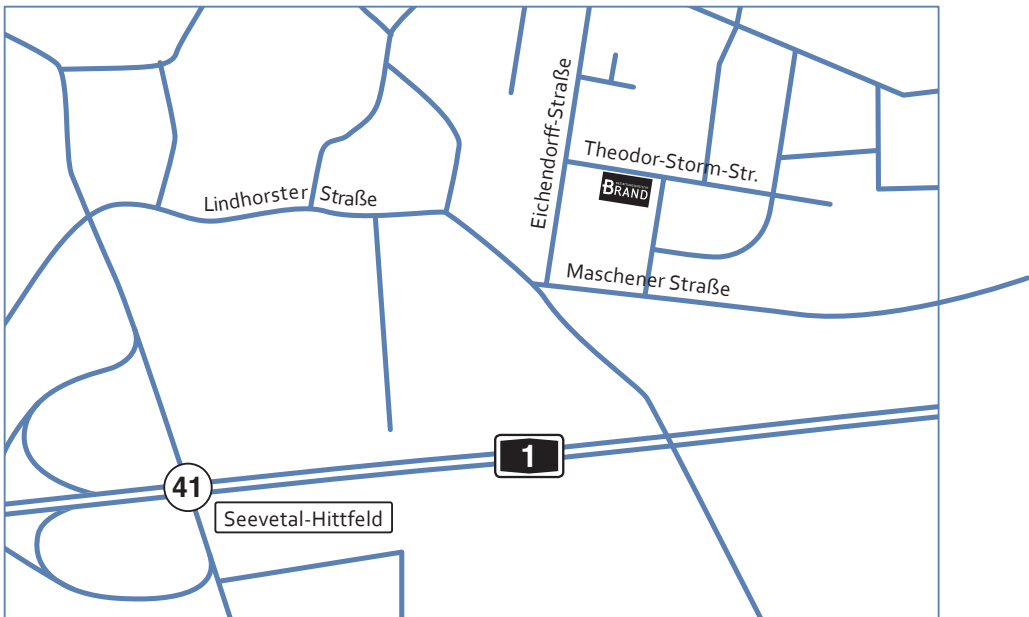 Eichendorff-Straße
Theodor-Storm-Str.
BRAND
Lindhorster Straße
Maschener Straße
1
41
Seevetal-Hittfeld